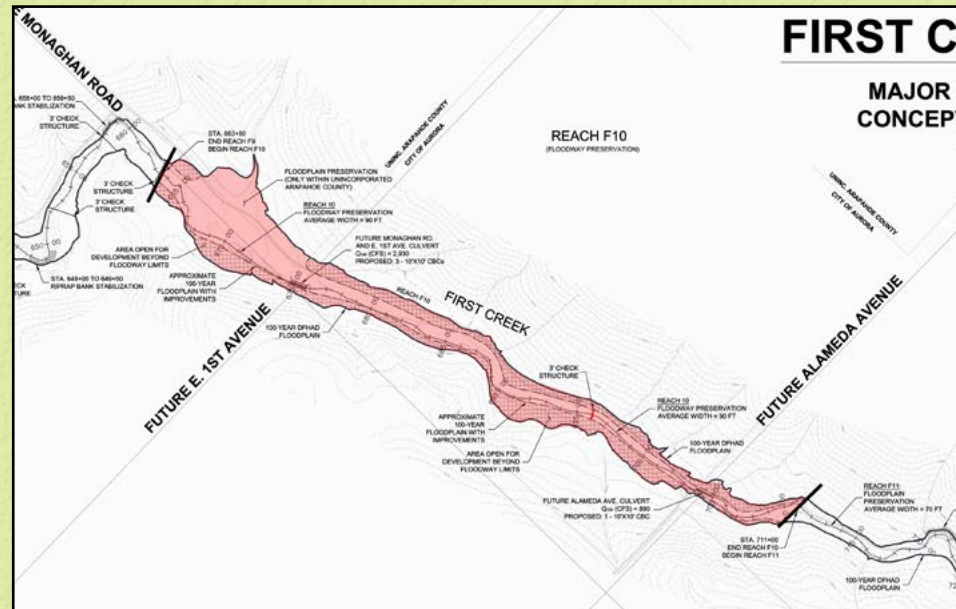 FIRST C
MAJOR
CONCEPT
E MONAGHAN ROAD
STA. 663+50
END REACH F9
BEGIN REACH F10
3' CHECK
STRUCTURE
3' CHECK
STRUCTURE
3' CHECK
STRUCTURE
UNINC. ARAPAHOE COUNTY
CITY OF AURORA
REACH F10
(FLOODWAY PRESERVATION)
UNINC. ARAPAHOE COUNTY
CITY OF AURORA
FLOODPLAIN PRESERVATION
(ONLY WITHIN UNINCORPORATED
ARAPAHOE COUNTY)
REACH 10
FLOODWAY PRESERVATION
AVERAGE WIDTH = 90 FT
FUTURE MONAGHAN RD.
AND E. 1ST AVE. CULVERT
(CFS) = 2,930
PROPOSED: 3 - 10'X10' CBCs
AREA OPEN FOR
DEVELOPMENT BEYOND
FLOODWAY LIMITS
STA. 648+00 TO 649+50
RIPRAP BANK STABILIZATION
APPROXIMATE
100-YEAR
FLOODPLAIN WITH
IMPROVEMENTS
REACH F10
FIRST CREEK
100-YEAR DFHAD
FLOODPLAIN
FUTURE E. 1ST AVENUE
FUTURE ALAMEDA AVENUE
3' CHECK
STRUCTURE
REACH 10
FLOODWAY PRESERVATION
AVERAGE WIDTH = 90 FT
APPROXIMATE
100-YEAR
FLOODPLAIN WITH
IMPROVEMENTS
100-YEAR DFHAD
FLOODPLAIN
AREA OPEN FOR
DEVELOPMENT BEYOND
FLOODWAY LIMITS
FUTURE ALAMEDA AVE. CULVERT
(CFS) = 890
PROPOSED: 1 - 10'X10' CBC
REACH F11:
FLOODPLAIN
PRESERVATION
AVERAGE WIDTH = 70 FT
STA. 711+00
END REACH F10
BEGIN REACH F11
100-YEAR DFHAD
FLOODPLAIN